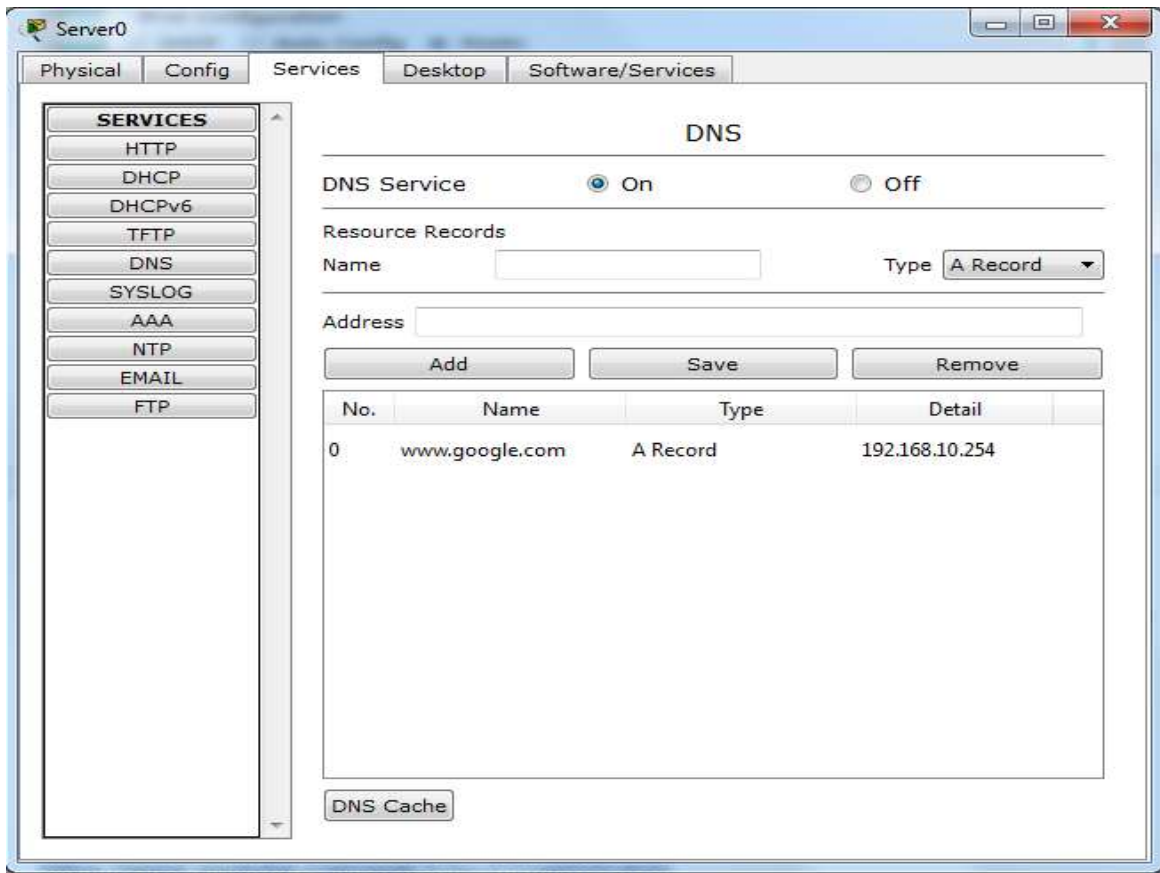 Server0
Physical Config Services Desktop Software/Services
SERVICES
HTTP
DHCP
DHCPv6
TFTP
DNS
SYSLOG
AAA
NTP
EMAIL
FTP
DNS
DNS Service On Off
Resource Records
Name Type A Record
Address
Add Save Remove
No. Name Type Detail
0 www.google.com A Record 192.168.10.254
DNS Cache